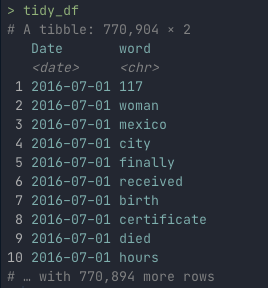 > tidy_df
# A tibble: 770,904 × 2
Date word
<date> <chr>
1 2016-07-01 117
2 2016-07-01 woman
3 2016-07-01 mexico
4 2016-07-01 city
5 2016-07-01 finally
6 2016-07-01 received
7 2016-07-01 birth
8 2016-07-01 certificate
9 2016-07-01 died
10 2016-07-01 hours
# … with 770,894 more rows